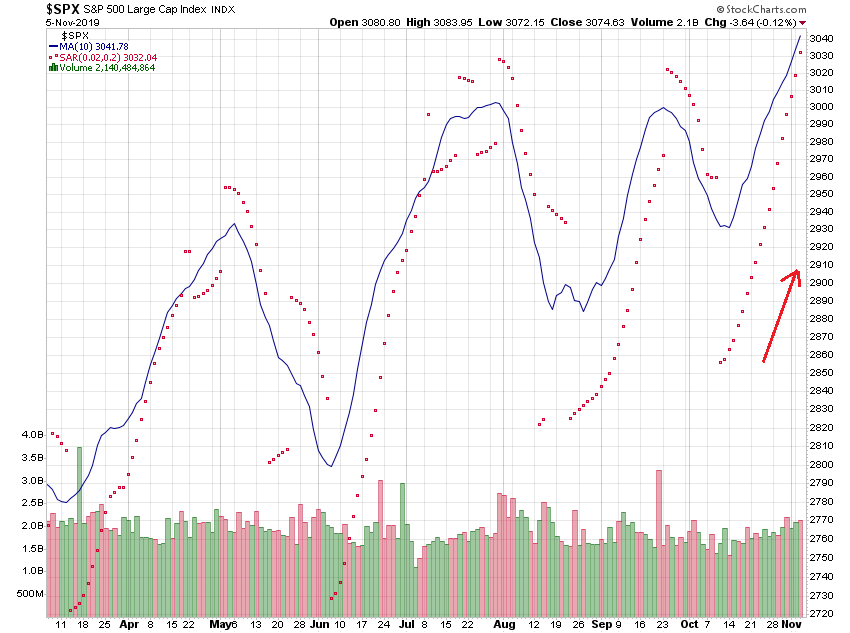 $SPX S&P 500 Large Cap Index INDX
© StockCharts.com
5-Nov-2019
Open 3080.80 High 3083.95 Low 3072.15 Close 3074.63 Volume 2.1B Chg -3.64 (-0.12%)
$SPX
MA(10) 3041.78
SAR(0.02,0.2) 3032.04
Volume 2,140,484,864
3040
3030
3020
3010
3000
2990
2980
2970
2960
2950
2940
2930
2920
2910
2900
2890
2880
2870
2860
2850
2840
2830
2820
2810
2800
2790
2780
2770
2760
2750
2740
2730
2720
4.0B
3.5B
3.0B
2.5B
2.0B
1.5B
1.0B
500M
11 18 25 Apr 8 15 22 May 6 13 20 28 Jun 10 17 24 Jul 8 15 22 Aug 12 19 26 Sep 9 16 23 Oct 7 14 21 28 Nov